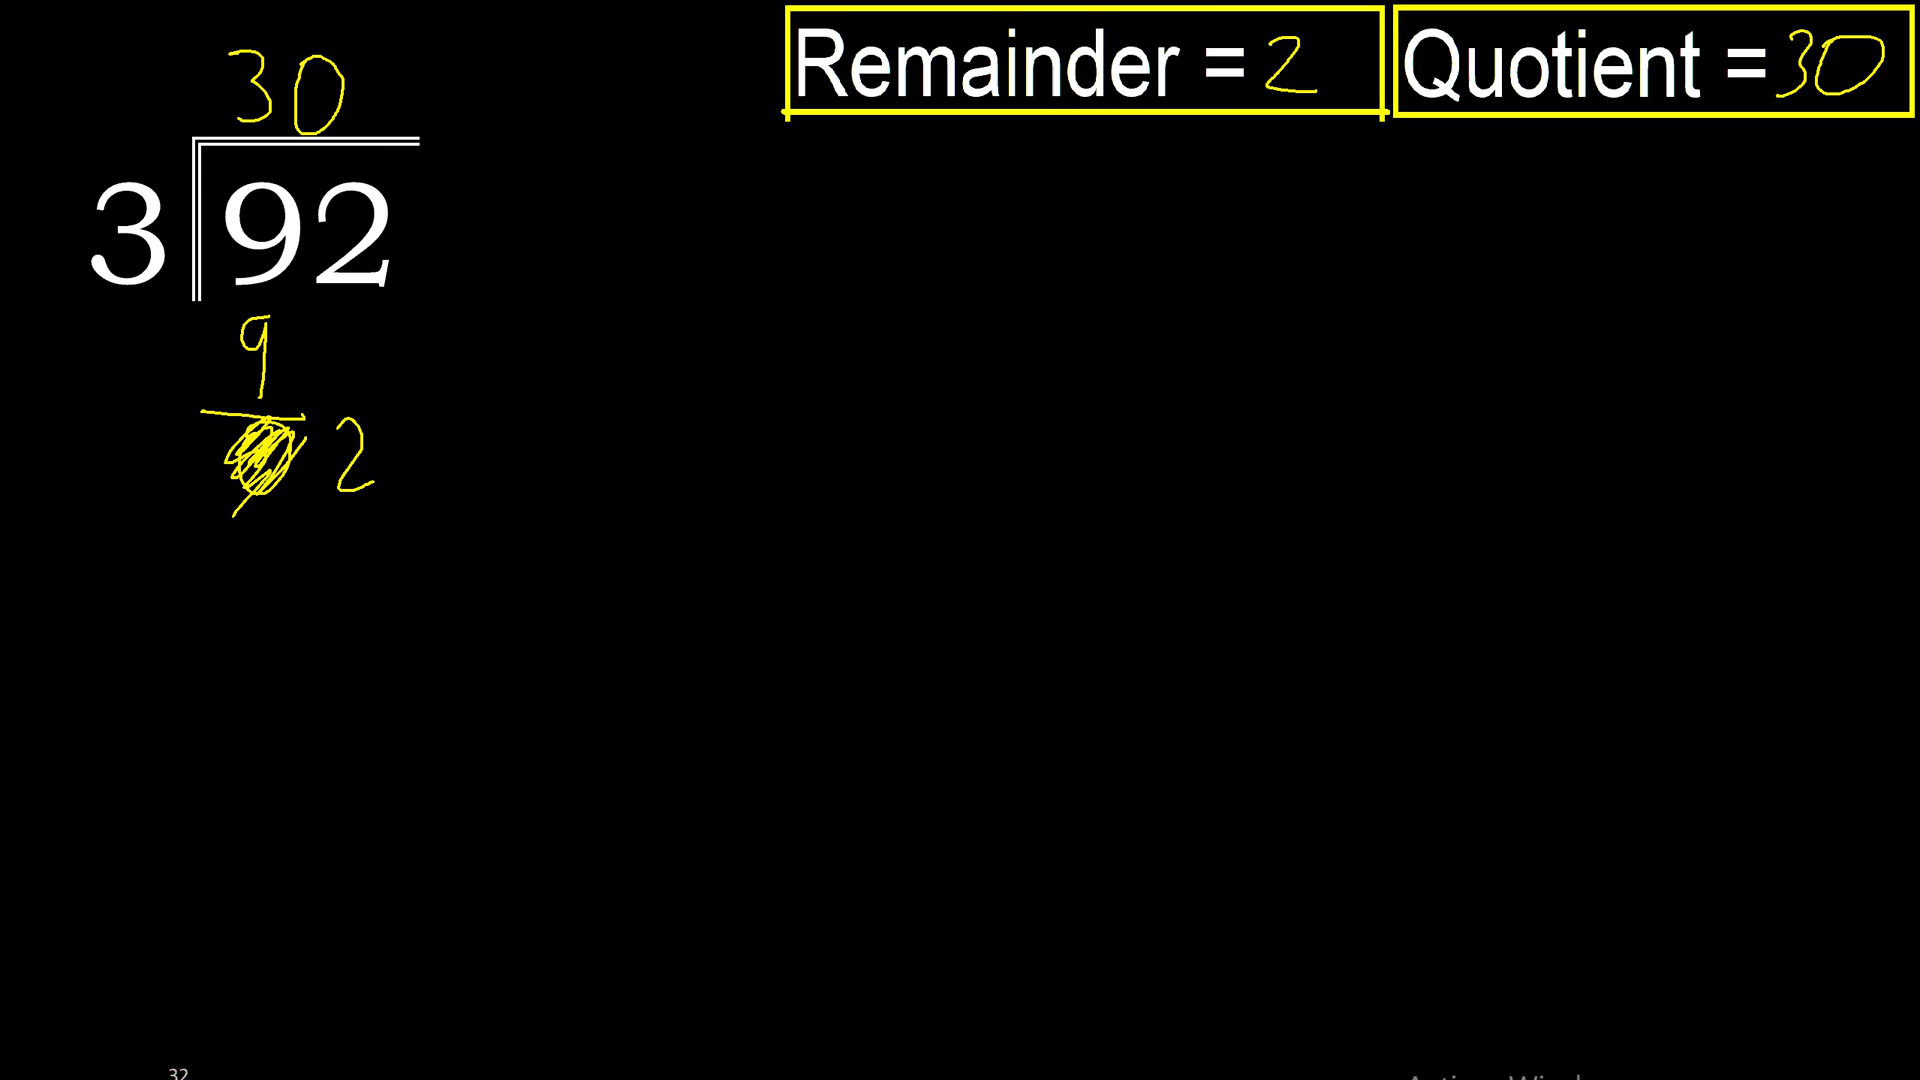 30
Remainder = 2
Quotient = 30
3 92
9
2
32